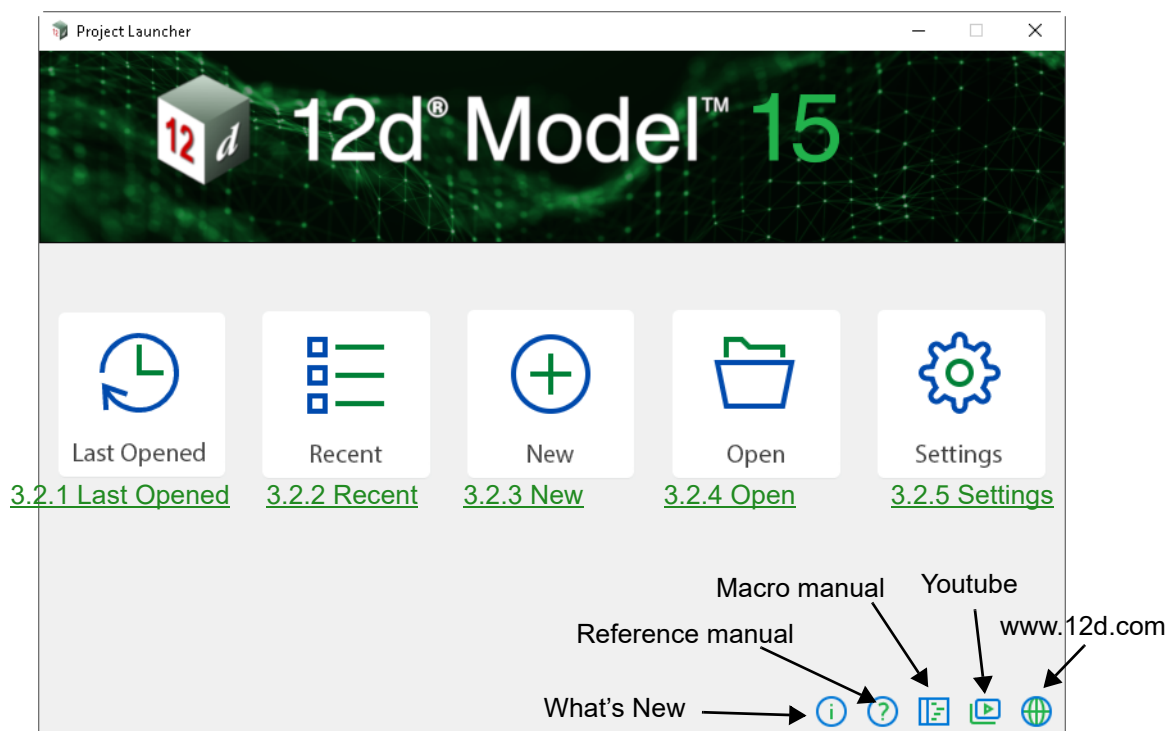 Project Launcher
12 d 12d® Model™ 15
Last Opened
Recent
New
Open
Settings
3.2.1 Last Opened
3.2.2 Recent
3.2.3 New
3.2.4 Open
3.2.5 Settings
Macro manual
Youtube
Reference manual
www.12d.com
What's New